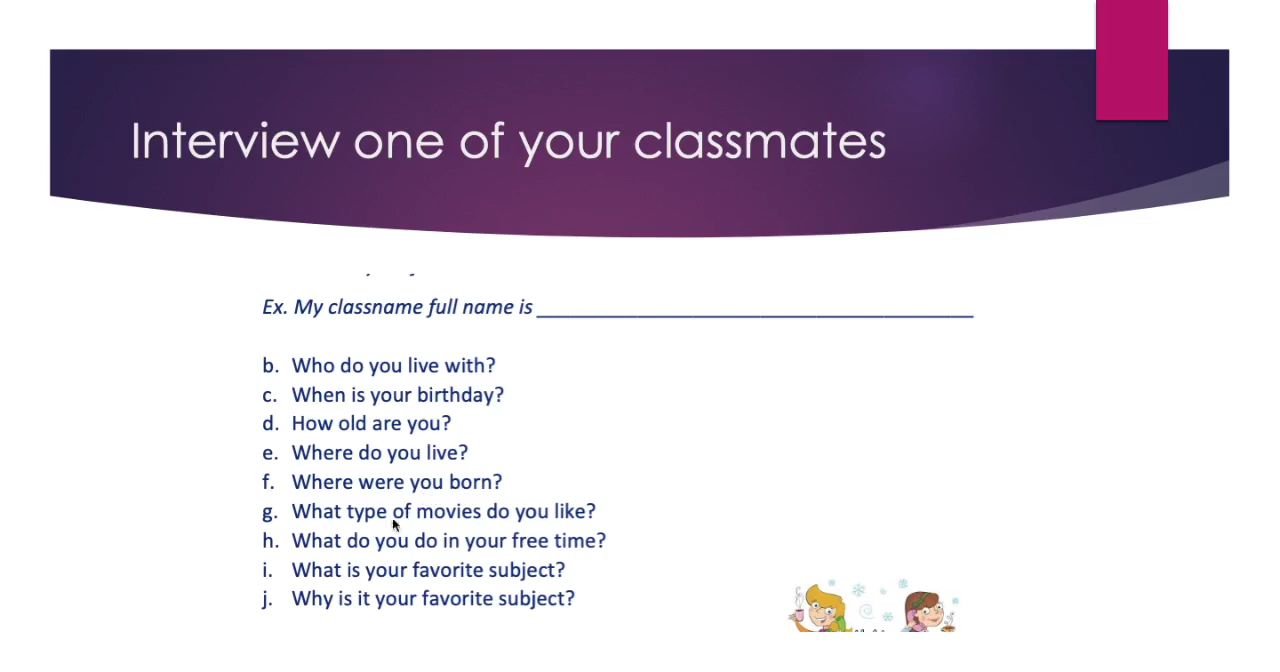 Interview one of your classmates
Ex. My classname full name is ___________________________________
b. Who do you live with?
c. When is your birthday?
d. How old are you?
e. Where do you live?
f. Where were you born?
g. What type of movies do you like?
h. What do you do in your free time?
i. What is your favorite subject?
j. Why is it your favorite subject?